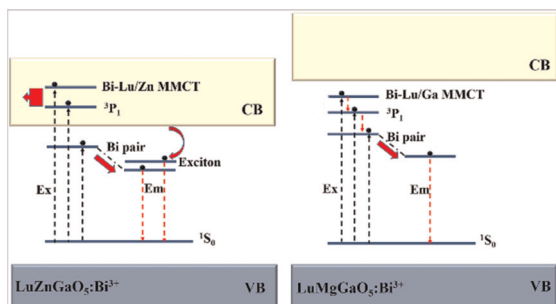 Bi-Lu/Zn MMCT
³P₁
CB
Bi pair
Exciton
Ex
Em
¹S₀
LuZnGaO₅:Bi³⁺
VB
CB
Bi-Lu/Ga MMCT
³P₁
Bi pair
Ex
Em
¹S₀
LuMgGaO₅:Bi³⁺
VB